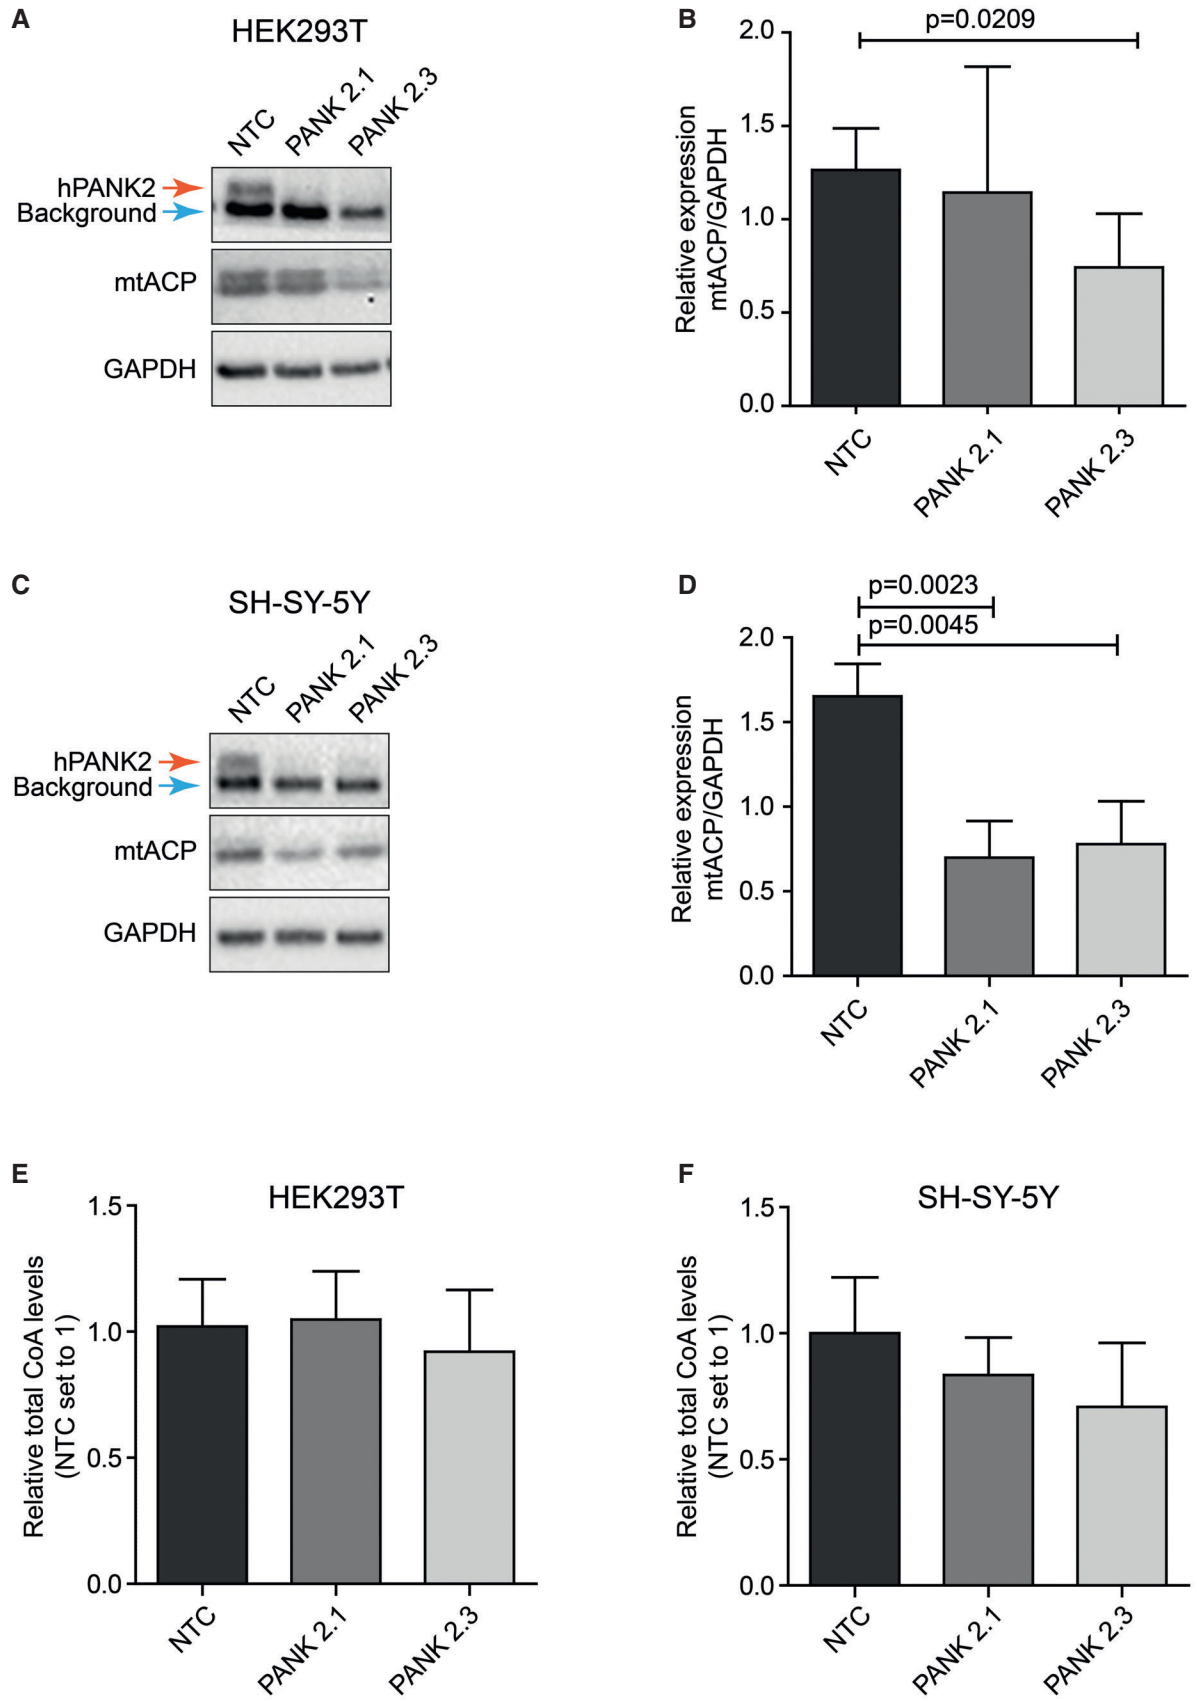 A
HEK293T
NTC
PANK 2.1
PANK 2.3
hPANK2
Background
mtACP
GAPDH
B
p=0.0209
Relative expression
mtACP/GAPDH
2.0
1.5
1.0
0.5
0.0
NTC
PANK 2.1
PANK 2.3
C
SH-SY-5Y
NTC
PANK 2.1
PANK 2.3
hPANK2
Background
mtACP
GAPDH
D
p=0.0023
p=0.0045
Relative expression
mtACP/GAPDH
2.0
1.5
1.0
0.5
0.0
NTC
PANK 2.1
PANK 2.3
E
HEK293T
Relative total CoA levels
(NTC set to 1)
1.5
1.0
0.5
0.0
NTC
PANK 2.1
PANK 2.3
F
SH-SY-5Y
Relative total CoA levels
(NTC set to 1)
1.5
1.0
0.5
0.0
NTC
PANK 2.1
PANK 2.3